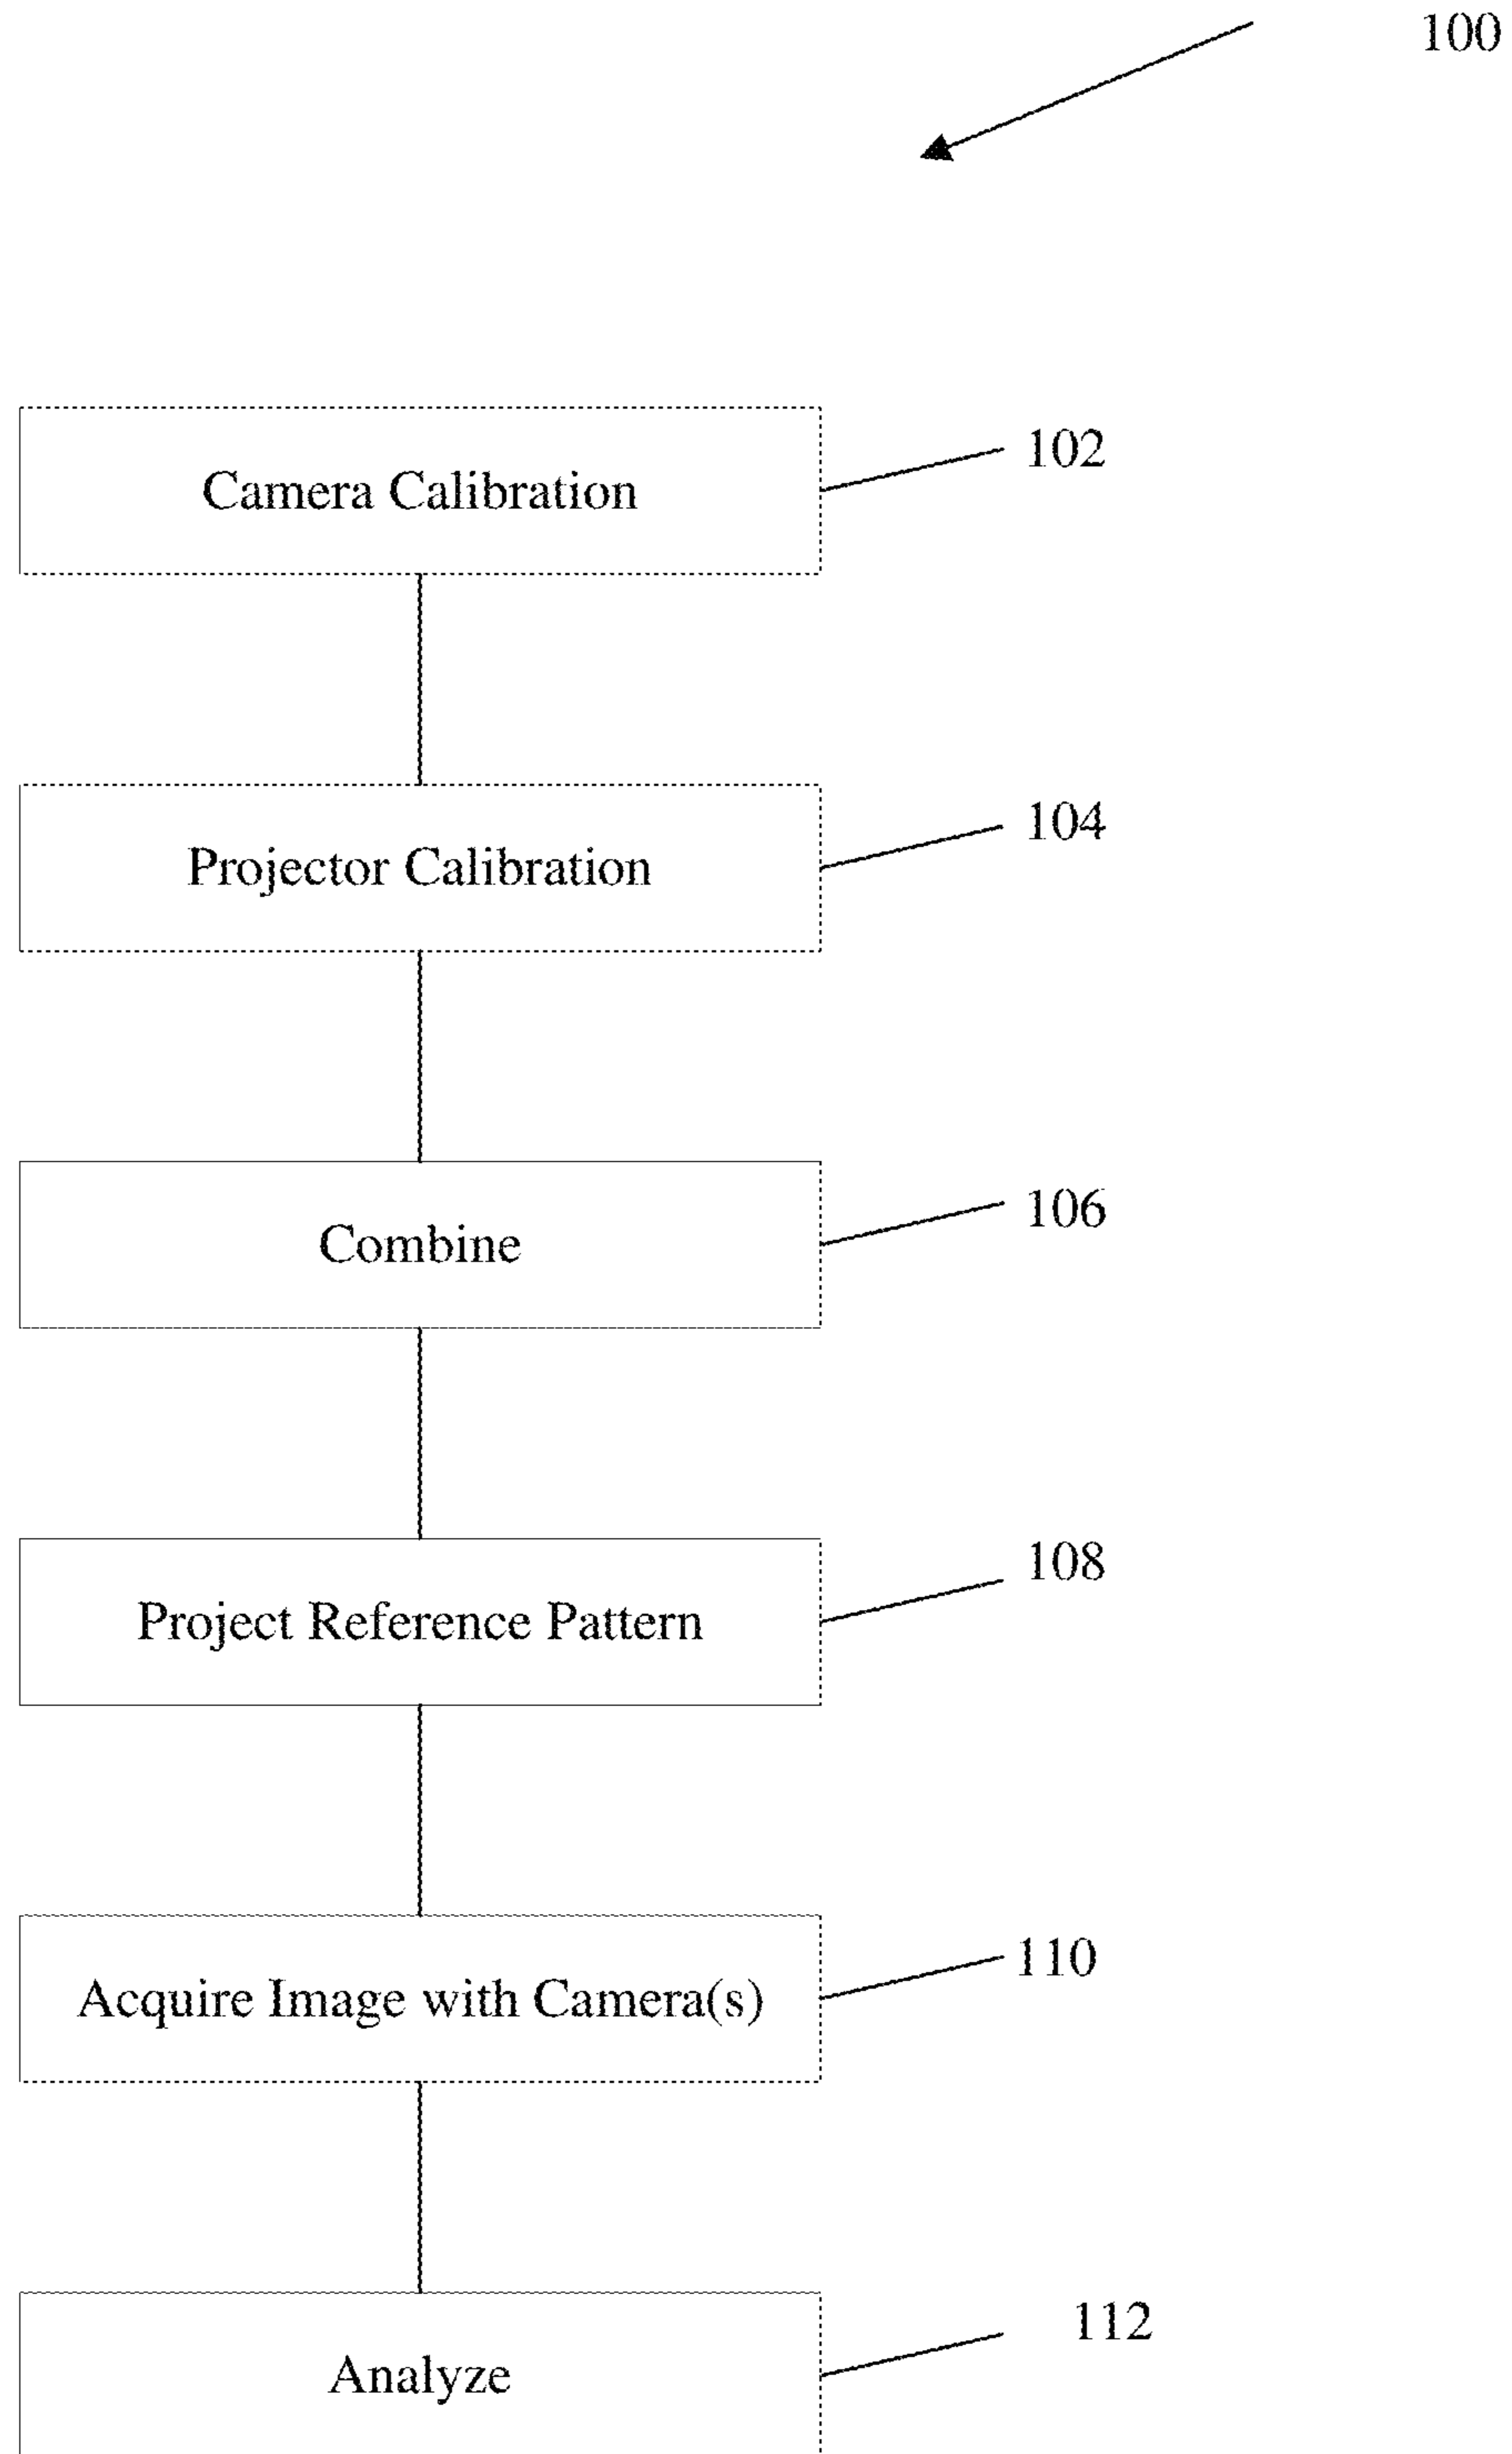 100
Camera Calibration
102
Projector Calibration
104
Combine
106
Project Reference Pattern
108
Acquire Image with Camera(s)
110
Analyze
112